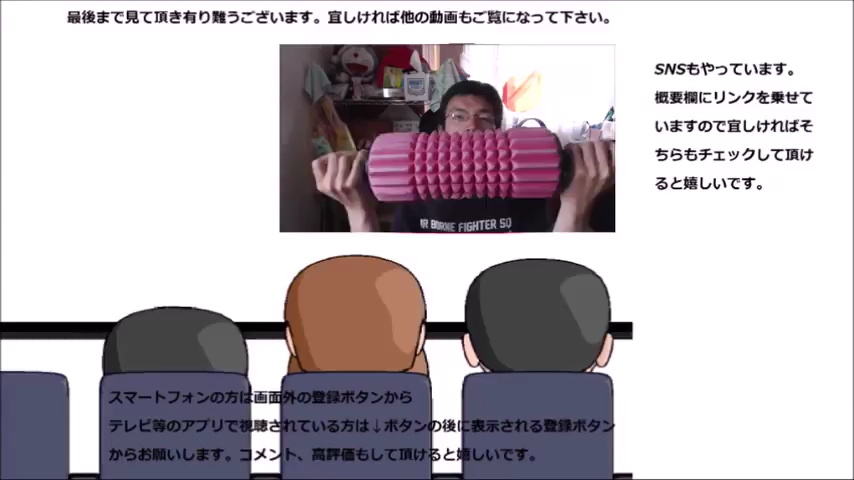 最後まで見て頂き有り難うございます。宜しければ他の動画もご覧になって下さい。
SNSもやっています。
概要欄にリンクを乗せて
いますので宜しければそ
ちらもチェックして頂け
ると嬉しいです。
IR BORNE FIGHTER SQ
スマートフォンの方は画面外の登録ボタンから
テレビ等のアプリで視聴されている方は↓ボタンの後に表示される登録ボタン
からお願いします。コメント、高評価もして頂けると嬉しいです。